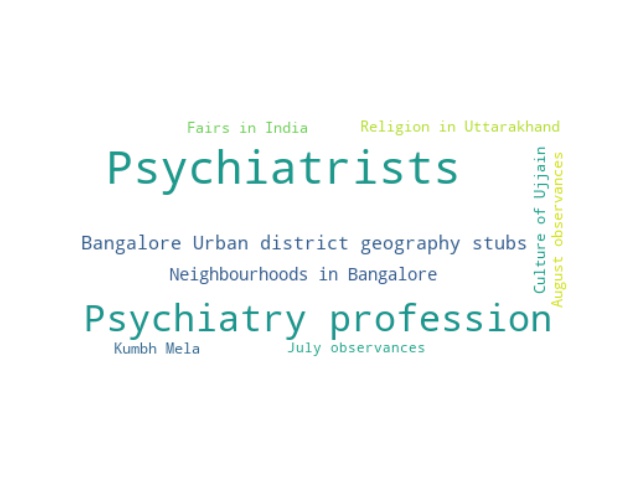 Fairs in India
Religion in Uttarakhand
Psychiatrists
Culture of Ujjain
August observances
Bangalore Urban district geography stubs
Neighbourhoods in Bangalore
Psychiatry profession
Kumbh Mela
July observances